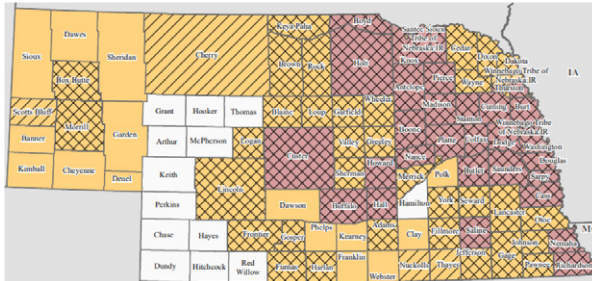 Boyd
Santee Sioux
Tribe of
Nebraska IR
Keya Paha
Dawes
Cedar
Sioux
Sheridan
Cherry
Knox
Dixon
Dakota
IA
Brown
Rock
Holt
Pierce
Wayne
Winnebago Tribe of
Nebraska IR
Thurston
Box Butte
Antelope
Scotts Bluff
Grant
Hooker
Thomas
Blaine
Loup
Garfield
Wheeler
Madison
Stanton
Cuming
Burt
Morrill
Winnebago Tribe
of Nebraska IR
Banner
Garden
Arthur
McPherson
Logan
Custer
Valley
Greeley
Boone
Platte
Colfax
Dodge
Washington
Nance
Douglas
Kimball
Cheyenne
Deuel
Keith
Lincoln
Sherman
Howard
Merrick
Polk
Butler
Saunders
Sarpy
Cass
Perkins
Dawson
Buffalo
Hall
Hamilton
York
Seward
Lancaster
Otoe
Chase
Hayes
Frontier
Gosper
Phelps
Kearney
Adams
Clay
Fillmore
Saline
Johnson
Nemaha
Jefferson
Gage
Dundy
Hitchcock
Red
Willow
Furnas
Harlan
Franklin
Webster
Nuckolls
Thayer
Pawnee
Richardson